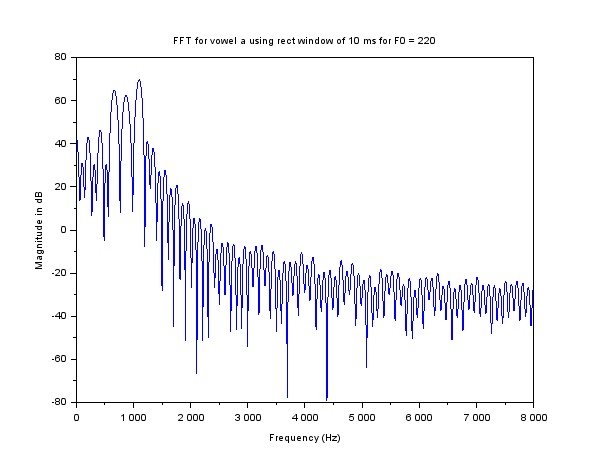 FFT for vowel a using rect window of 10 ms for F0 = 220
80
60
40
20
0
-20
-40
-60
-80
Magnitude in dB
0 1 000 2 000 3 000 4 000 5 000 6 000 7 000 8 000
Frequency (Hz)